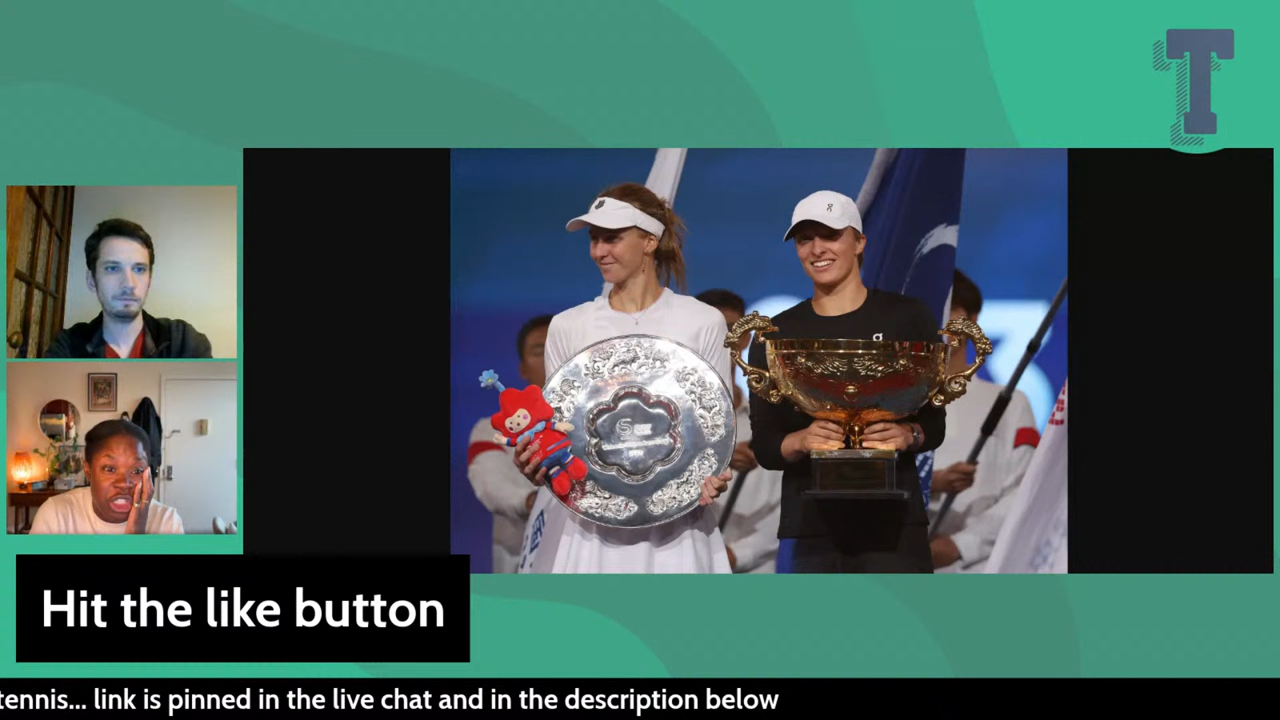 T
Hit the like button
tennis... link is pinned in the live chat and in the description below